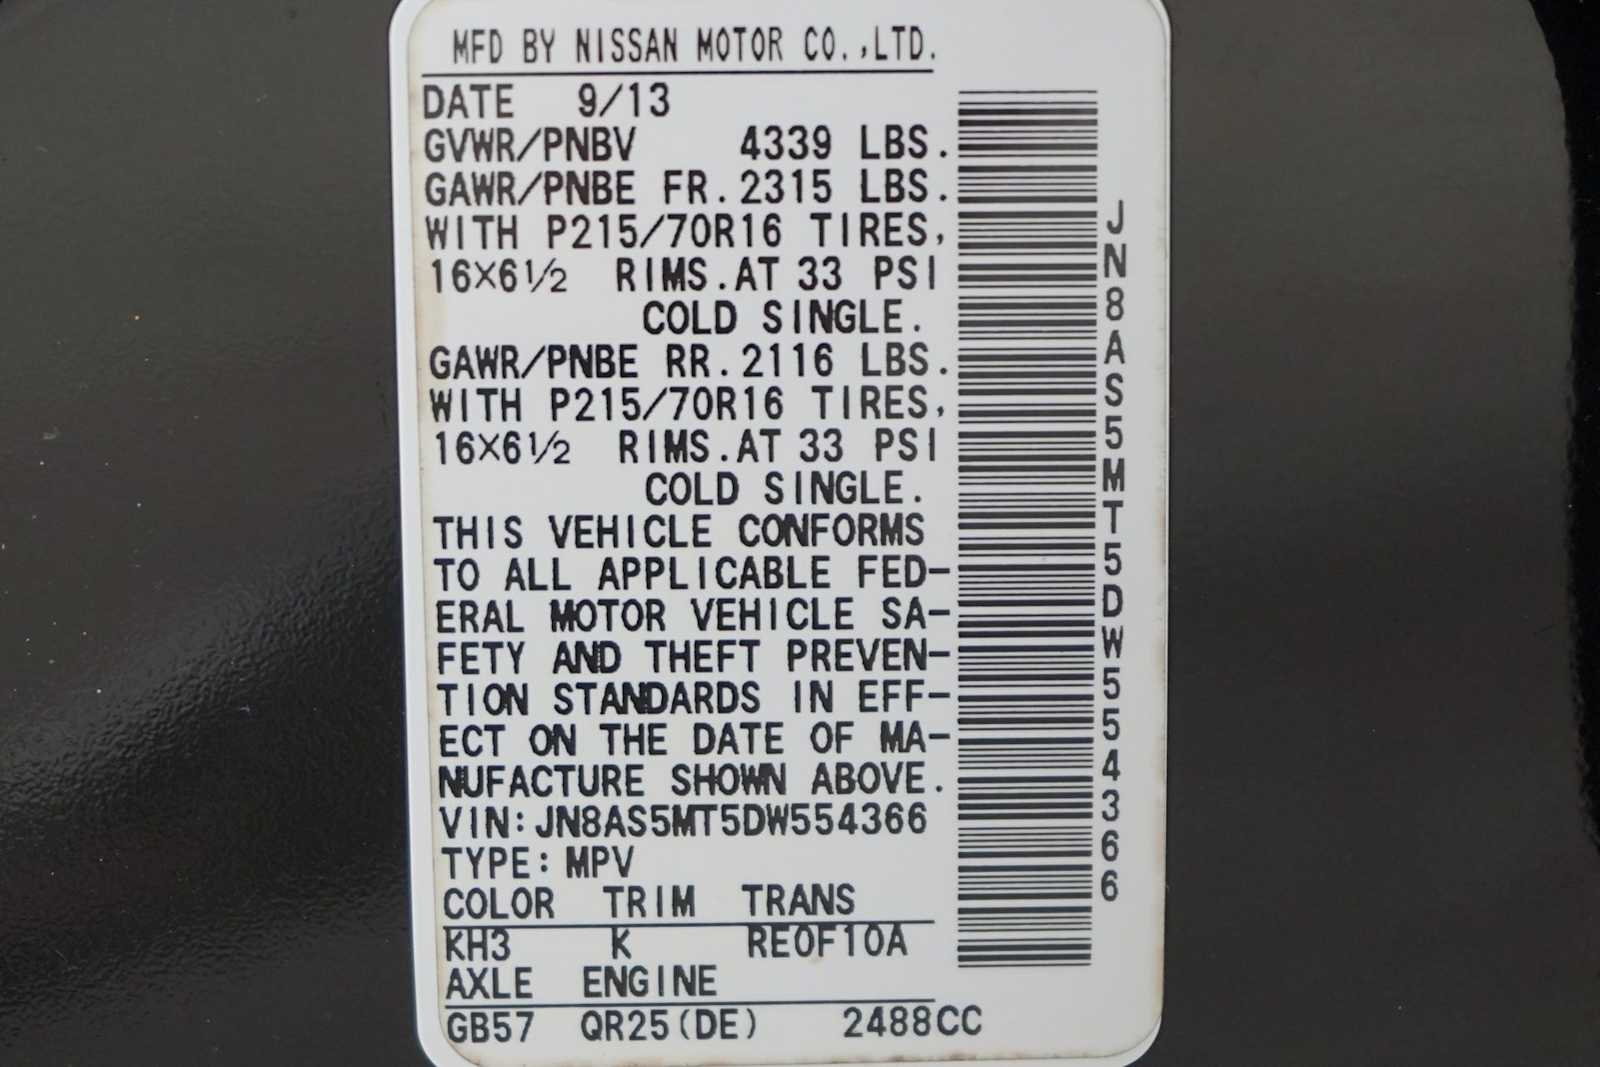 MFD BY NISSAN MOTOR CO.,LTD.
DATE 9/13
GVWR/PNBV 4339 LBS.
GAWR/PNBE FR.2315 LBS.
WITH P215/70R16 TIRES,
16×6½ RIMS.AT 33 PSI
COLD SINGLE.
GAWR/PNBE RR.2116 LBS.
WITH P215/70R16 TIRES,
16×6½ RIMS.AT 33 PSI
COLD SINGLE.
THIS VEHICLE CONFORMS
TO ALL APPLICABLE FED-
ERAL MOTOR VEHICLE SA-
FETY AND THEFT PREVEN-
TION STANDARDS IN EFF-
ECT ON THE DATE OF MA-
NUFACTURE SHOWN ABOVE.
VIN:JN8AS5MT5DW554366
TYPE:MPV
COLOR TRIM TRANS
KH3 K RE0F10A
AXLE ENGINE
GB57 QR25(DE) 2488CC
JN8AS5MT5DW554366